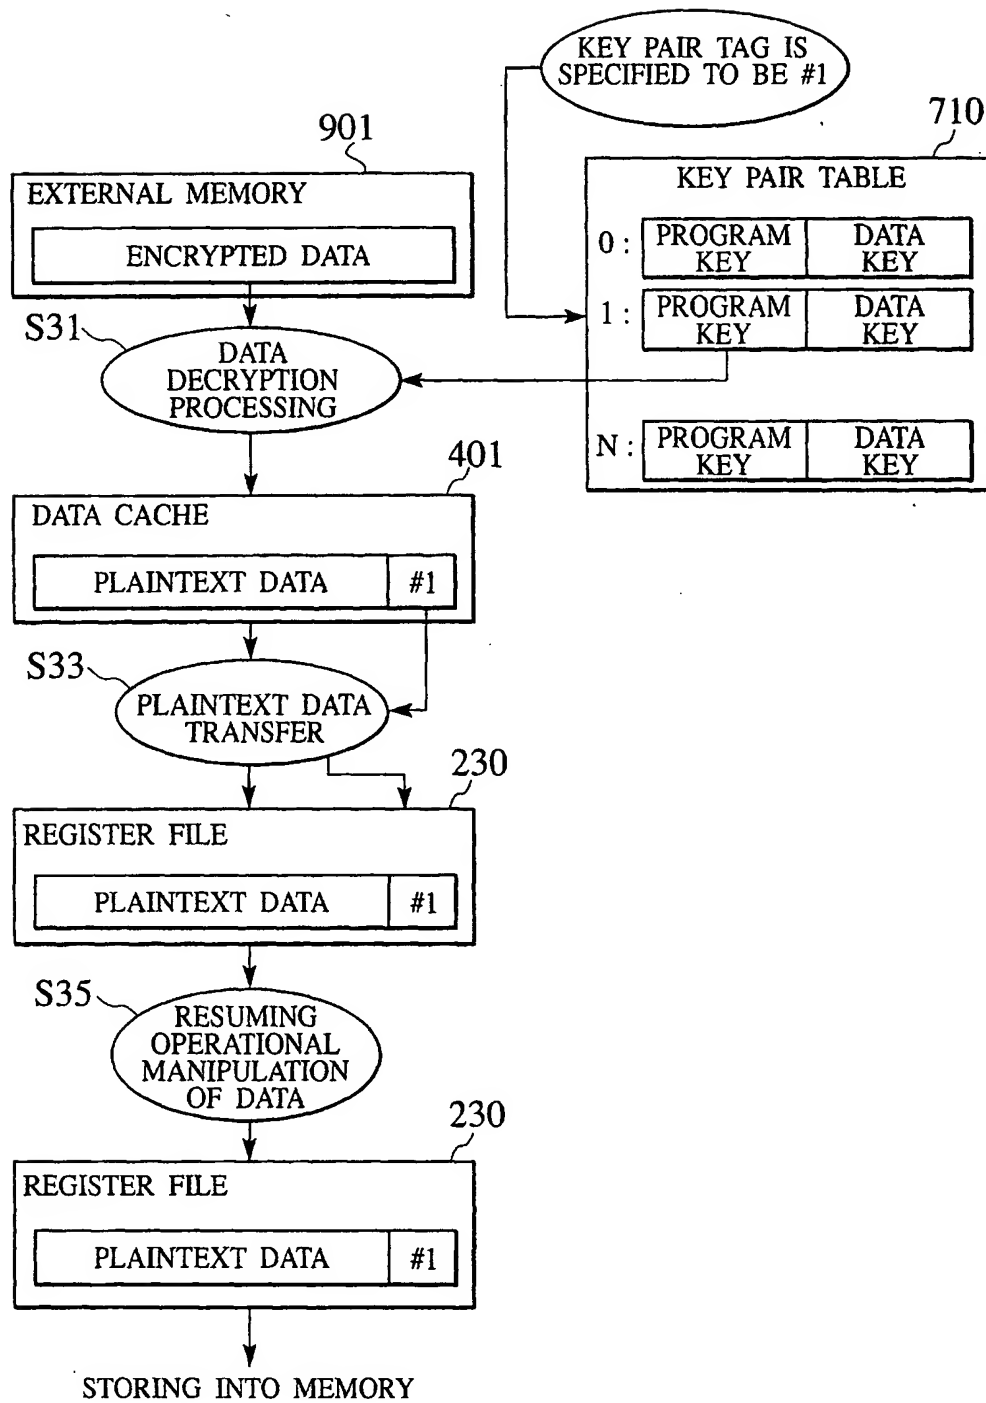 KEY PAIR TAG IS
SPECIFIED TO BE #1
710
901
KEY PAIR TABLE
EXTERNAL MEMORY
ENCRYPTED DATA
0 : PROGRAM KEY DATA KEY
1 : PROGRAM KEY DATA KEY
N : PROGRAM KEY DATA KEY
S31
DATA
DECRYPTION
PROCESSING
401
DATA CACHE
PLAINTEXT DATA #1
S33
PLAINTEXT DATA
TRANSFER
230
REGISTER FILE
PLAINTEXT DATA #1
S35
RESUMING
OPERATIONAL
MANIPULATION
OF DATA
230
REGISTER FILE
PLAINTEXT DATA #1
STORING INTO MEMORY